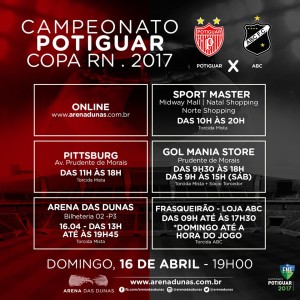 CAMPEONATO
POTIGUAR
COPA RN . 2017
POTIGUAR
X
ABC
ONLINE
www.arenadunas.com.br
SPORT MASTER
Midway Mall | Natal Shopping
Norte Shopping
DAS 10H ÀS 20H
Torcida Mista
PITTSBURG
Av. Prudente de Morais
DAS 11H ÀS 18H
Torcida Mista
GOL MANIA STORE
Prudente de Morais
DAS 9H30 ÀS 18H
DAS 9H ÀS 15H (SÁB)
Torcida Mista + Sócio Torcedor
ARENA DAS DUNAS
Bilheteria 02 -P3
16.04 - DAS 13H
ATÉ ÀS 19H45
Torcida Mista
FRASQUEIRÃO - LOJA ABC
DAS 09H ATÉ ÀS 17H30
*DOMINGO ATÉ A
HORA DO JOGO
Torcida ABC
DOMINGO, 16 DE ABRIL - 19H00
ARENA DAS DUNAS
www.arenadunas.com.br
/arenadasdunas
@arenadunas
@arenadasdunas
POTIGUAR
2017